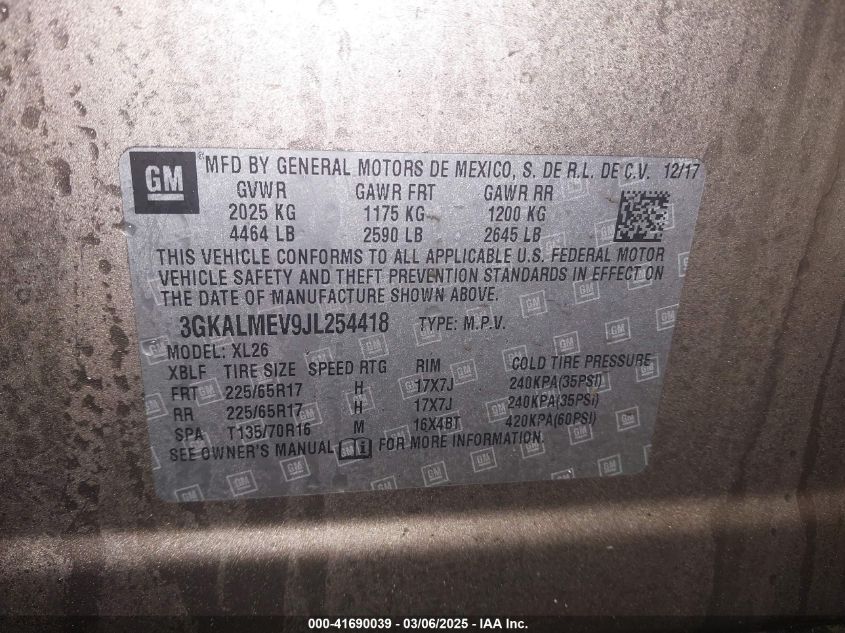 GM ® MFD BY GENERAL MOTORS DE MEXICO, S. DE R.L. DE C.V. 12/17
GVWR GAWR FRT GAWR RR
2025 KG 1175 KG 1200 KG
4464 LB 2590 LB 2645 LB
THIS VEHICLE CONFORMS TO ALL APPLICABLE U.S. FEDERAL MOTOR
VEHICLE SAFETY AND THEFT PREVENTION STANDARDS IN EFFECT ON
THE DATE OF MANUFACTURE SHOWN ABOVE.
3GKALMEV9JL254418 TYPE: M.P.V.
MODEL: XL26
XBLF TIRE SIZE SPEED RTG RIM COLD TIRE PRESSURE
FRT 225/65R17 H 17X7J 240KPA(35PSI)
RR 225/65R17 H 17X7J 240KPA(35PSI)
SPA T135/70R16 M 16X4BT 420KPA(60PSI)
SEE OWNER'S MANUAL i FOR MORE INFORMATION.
000-41690039 - 03/06/2025 - IAA Inc.